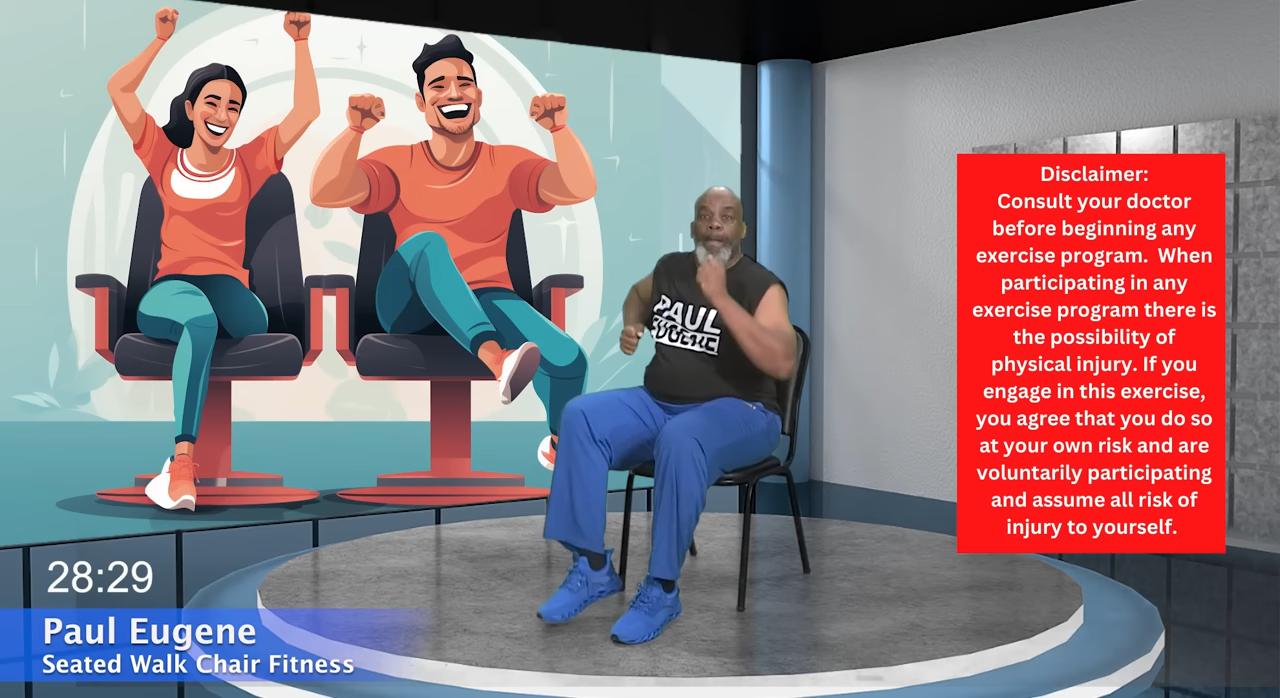 PAUL
EUGENE
Disclaimer:
Consult your doctor
before beginning any
exercise program. When
participating in any
exercise program there is
the possibility of
physical injury. If you
engage in this exercise,
you agree that you do so
at your own risk and are
voluntarily participating
and assume all risk of
injury to yourself.
28:29
Paul Eugene
Seated Walk Chair Fitness